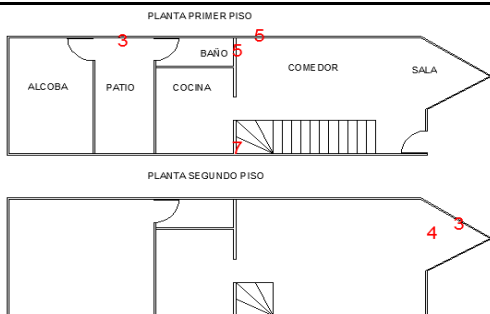 PLANTA PRIMER PISO
3
5
BAÑO 5
COMEDOR
SALA
ALCOBA
PATIO
COCINA
7
PLANTA SEGUNDO PISO
3
4